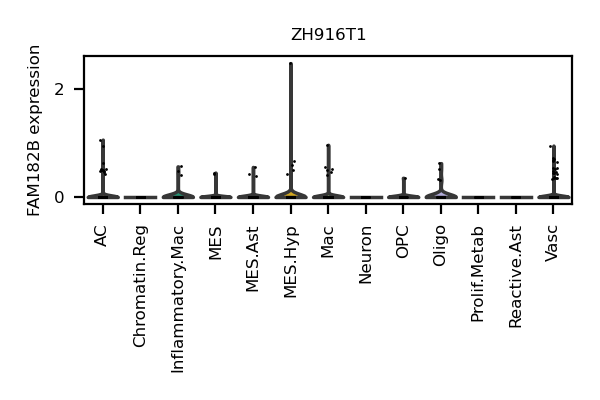 ZH916T1
FAM182B expression
2
0
AC
Chromatin.Reg
Inflammatory.Mac
MES
MES.Ast
MES.Hyp
Mac
Neuron
OPC
Oligo
Prolif.Metab
Reactive.Ast
Vasc